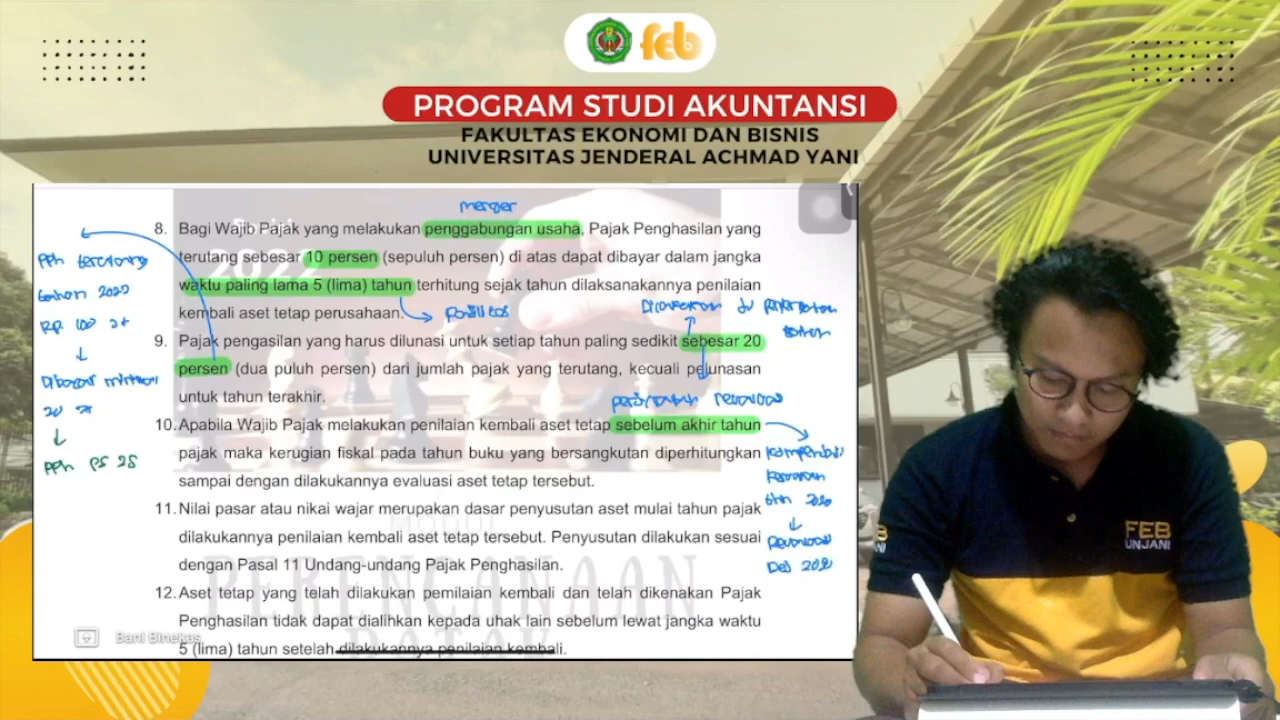 feb
PROGRAM STUDI AKUNTANSI
FAKULTAS EKONOMI DAN BISNIS
UNIVERSITAS JENDERAL ACHMAD YANI
merger
8. Bagi Wajib Pajak yang melakukan penggabungan usaha, Pajak Penghasilan yang
terutang sebesar 10 persen (sepuluh persen) di atas dapat dibayar dalam jangka
waktu paling lama 5 (lima) tahun terhitung sejak tahun dilaksanakannya penilaian
kembali aset tetap perusahaan.
9. Pajak pengasilan yang harus dilunasi untuk setiap tahun paling sedikit sebesar 20
persen (dua puluh persen) dari jumlah pajak yang terutang, kecuali pelunasan
untuk tahun terakhir.
10. Apabila Wajib Pajak melakukan penilaian kembali aset tetap sebelum akhir tahun
pajak maka kerugian fiskal pada tahun buku yang bersangkutan diperhitungkan
sampai dengan dilakukannya evaluasi aset tetap tersebut.
11. Nilai pasar atau nikai wajar merupakan dasar penyusutan aset mulai tahun pajak
dilakukannya penilaian kembali aset tetap tersebut. Penyusutan dilakukan sesuai
dengan Pasal 11 Undang-undang Pajak Penghasilan.
12. Aset tetap yang telah dilakukan pemilaian kembali dan telah dikenakan Pajak
Penghasilan tidak dapat dialihkan kepada uhak lain sebelum lewat jangka waktu
5 (lima) tahun setelah dilakukannya penilaian kembali.
PPh terutang
tahun 2022
Rp 100 jt
PPh PS 25
2022
MODUL
PERENCANAAN
PAJAK
Bani Binekas
FEB
UNJANI